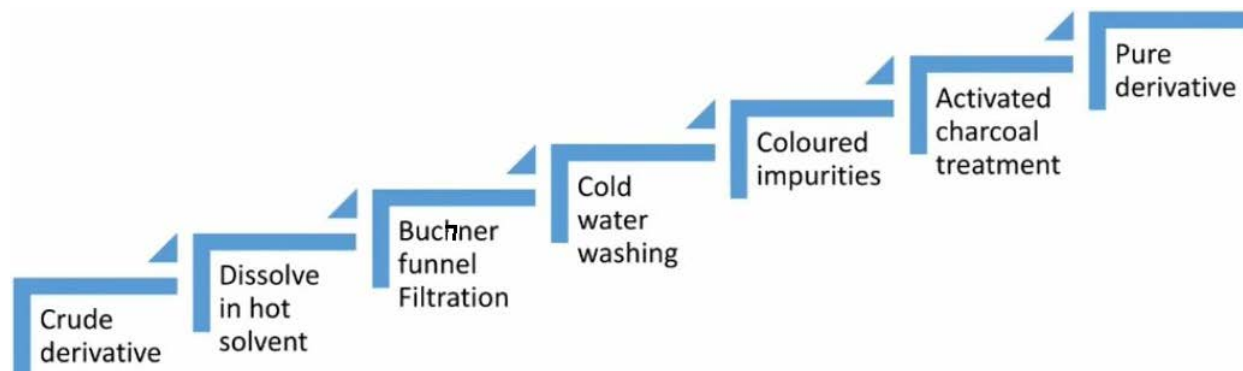 Crude
derivative
Dissolve
in hot
solvent
Buchner
funnel
Filtration
Cold
water
washing
Coloured
impurities
Activated
charcoal
treatment
Pure
derivative